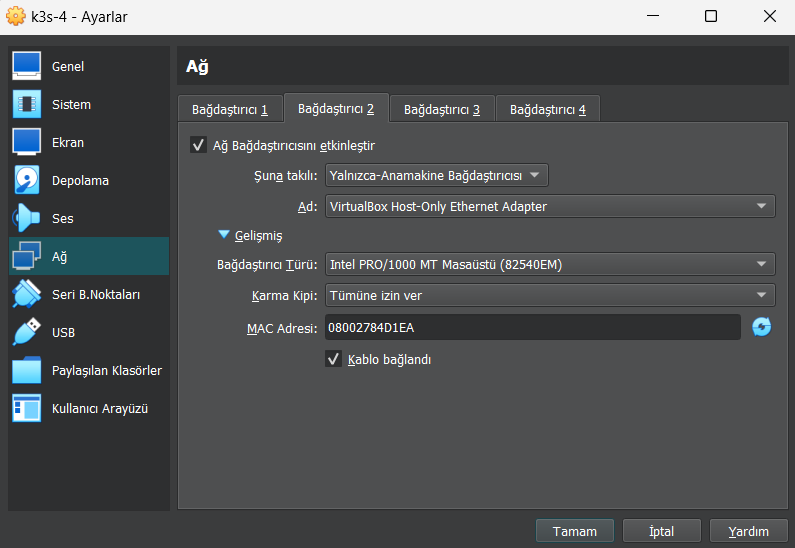 k3s-4 - Ayarlar
Genel
Sistem
Ekran
Depolama
Ses
Ağ
Seri B.Noktaları
USB
Paylaşılan Klasörler
Kullanıcı Arayüzü
Ağ
Bağdaştırıcı 1 Bağdaştırıcı 2 Bağdaştırıcı 3 Bağdaştırıcı 4
Ağ Bağdaştırıcısını etkinleştir
Şuna takılı: Yalnızca-Anamakine Bağdaştırıcısı
Ad: VirtualBox Host-Only Ethernet Adapter
Gelişmiş
Bağdaştırıcı Türü: Intel PRO/1000 MT Masaüstü (82540EM)
Karma Kipi: Tümüne izin ver
MAC Adresi: 08002784D1EA
Kablo bağlandı
Tamam İptal Yardım